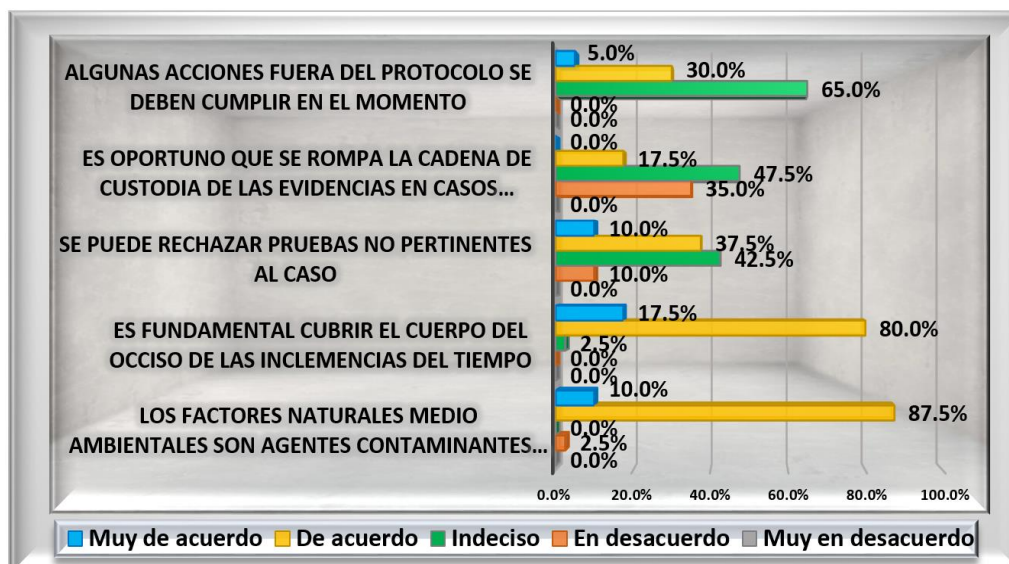 ALGUNAS ACCIONES FUERA DEL PROTOCOLO SE
DEBEN CUMPLIR EN EL MOMENTO
5.0%
30.0%
65.0%
0.0%
0.0%
ES OPORTUNO QUE SE ROMPA LA CADENA DE
CUSTODIA DE LAS EVIDENCIAS EN CASOS...
0.0%
17.5%
47.5%
35.0%
0.0%
SE PUEDE RECHAZAR PRUEBAS NO PERTINENTES
AL CASO
10.0%
37.5%
42.5%
10.0%
0.0%
ES FUNDAMENTAL CUBRIR EL CUERPO DEL
OCCISO DE LAS INCLEMENCIAS DEL TIEMPO
17.5%
80.0%
2.5%
0.0%
0.0%
LOS FACTORES NATURALES MEDIO
AMBIENTALES SON AGENTES CONTAMINANTES...
10.0%
87.5%
0.0%
2.5%
0.0%
0.0% 20.0% 40.0% 60.0% 80.0% 100.0%
Muy de acuerdo De acuerdo Indeciso En desacuerdo Muy en desacuerdo